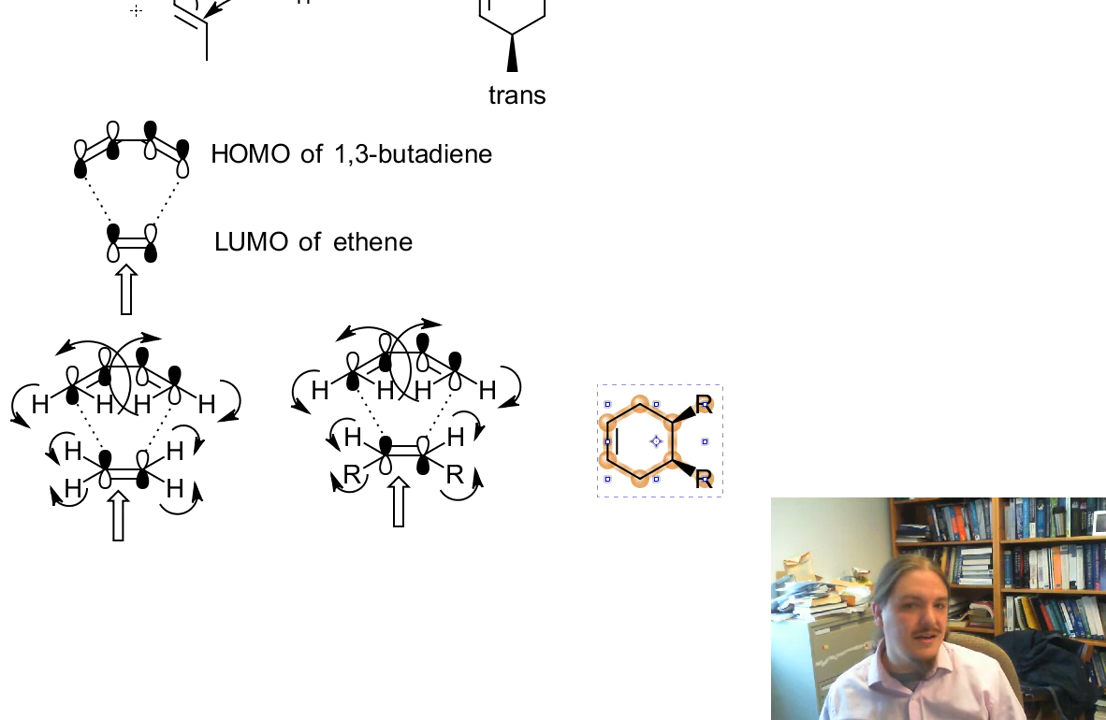 H
trans
HOMO of 1,3-butadiene
LUMO of ethene
H H H H
H H
H H
H H H H
H H
R R
R
R